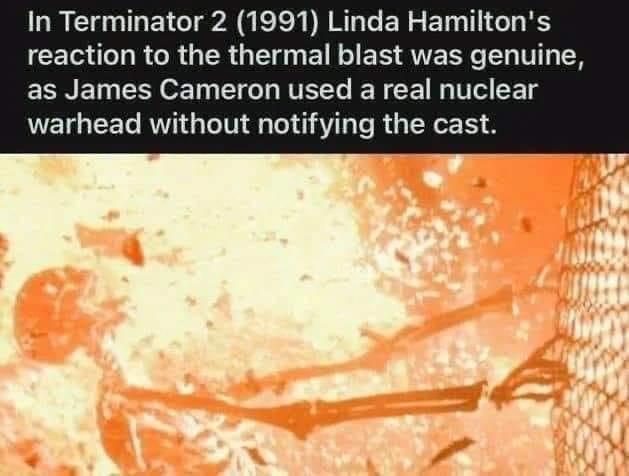 In Terminator 2 (1991) Linda Hamilton's
reaction to the thermal blast was genuine,
as James Cameron used a real nuclear
warhead without notifying the cast.